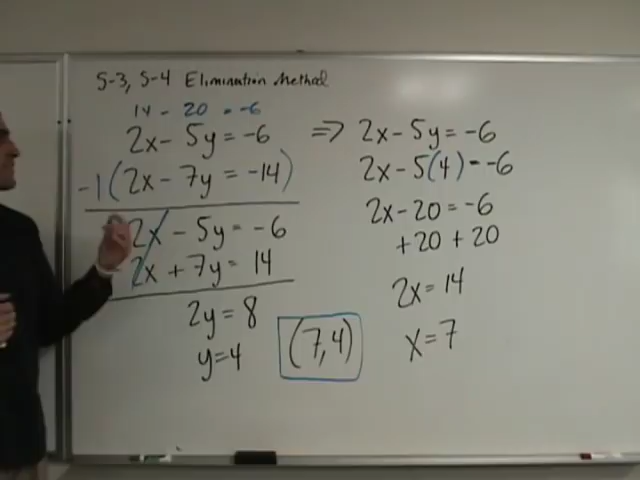 5-3, 5-4 Elimination Method
14 - 20 = -6
2x - 5y = -6
-1(2x - 7y = -14)
2x - 5y = -6
2x + 7y = 14
2y = 8
y=4
(7,4)
⇒ 2x - 5y = -6
2x - 5(4) = -6
2x - 20 = -6
+20 +20
2x = 14
x = 7